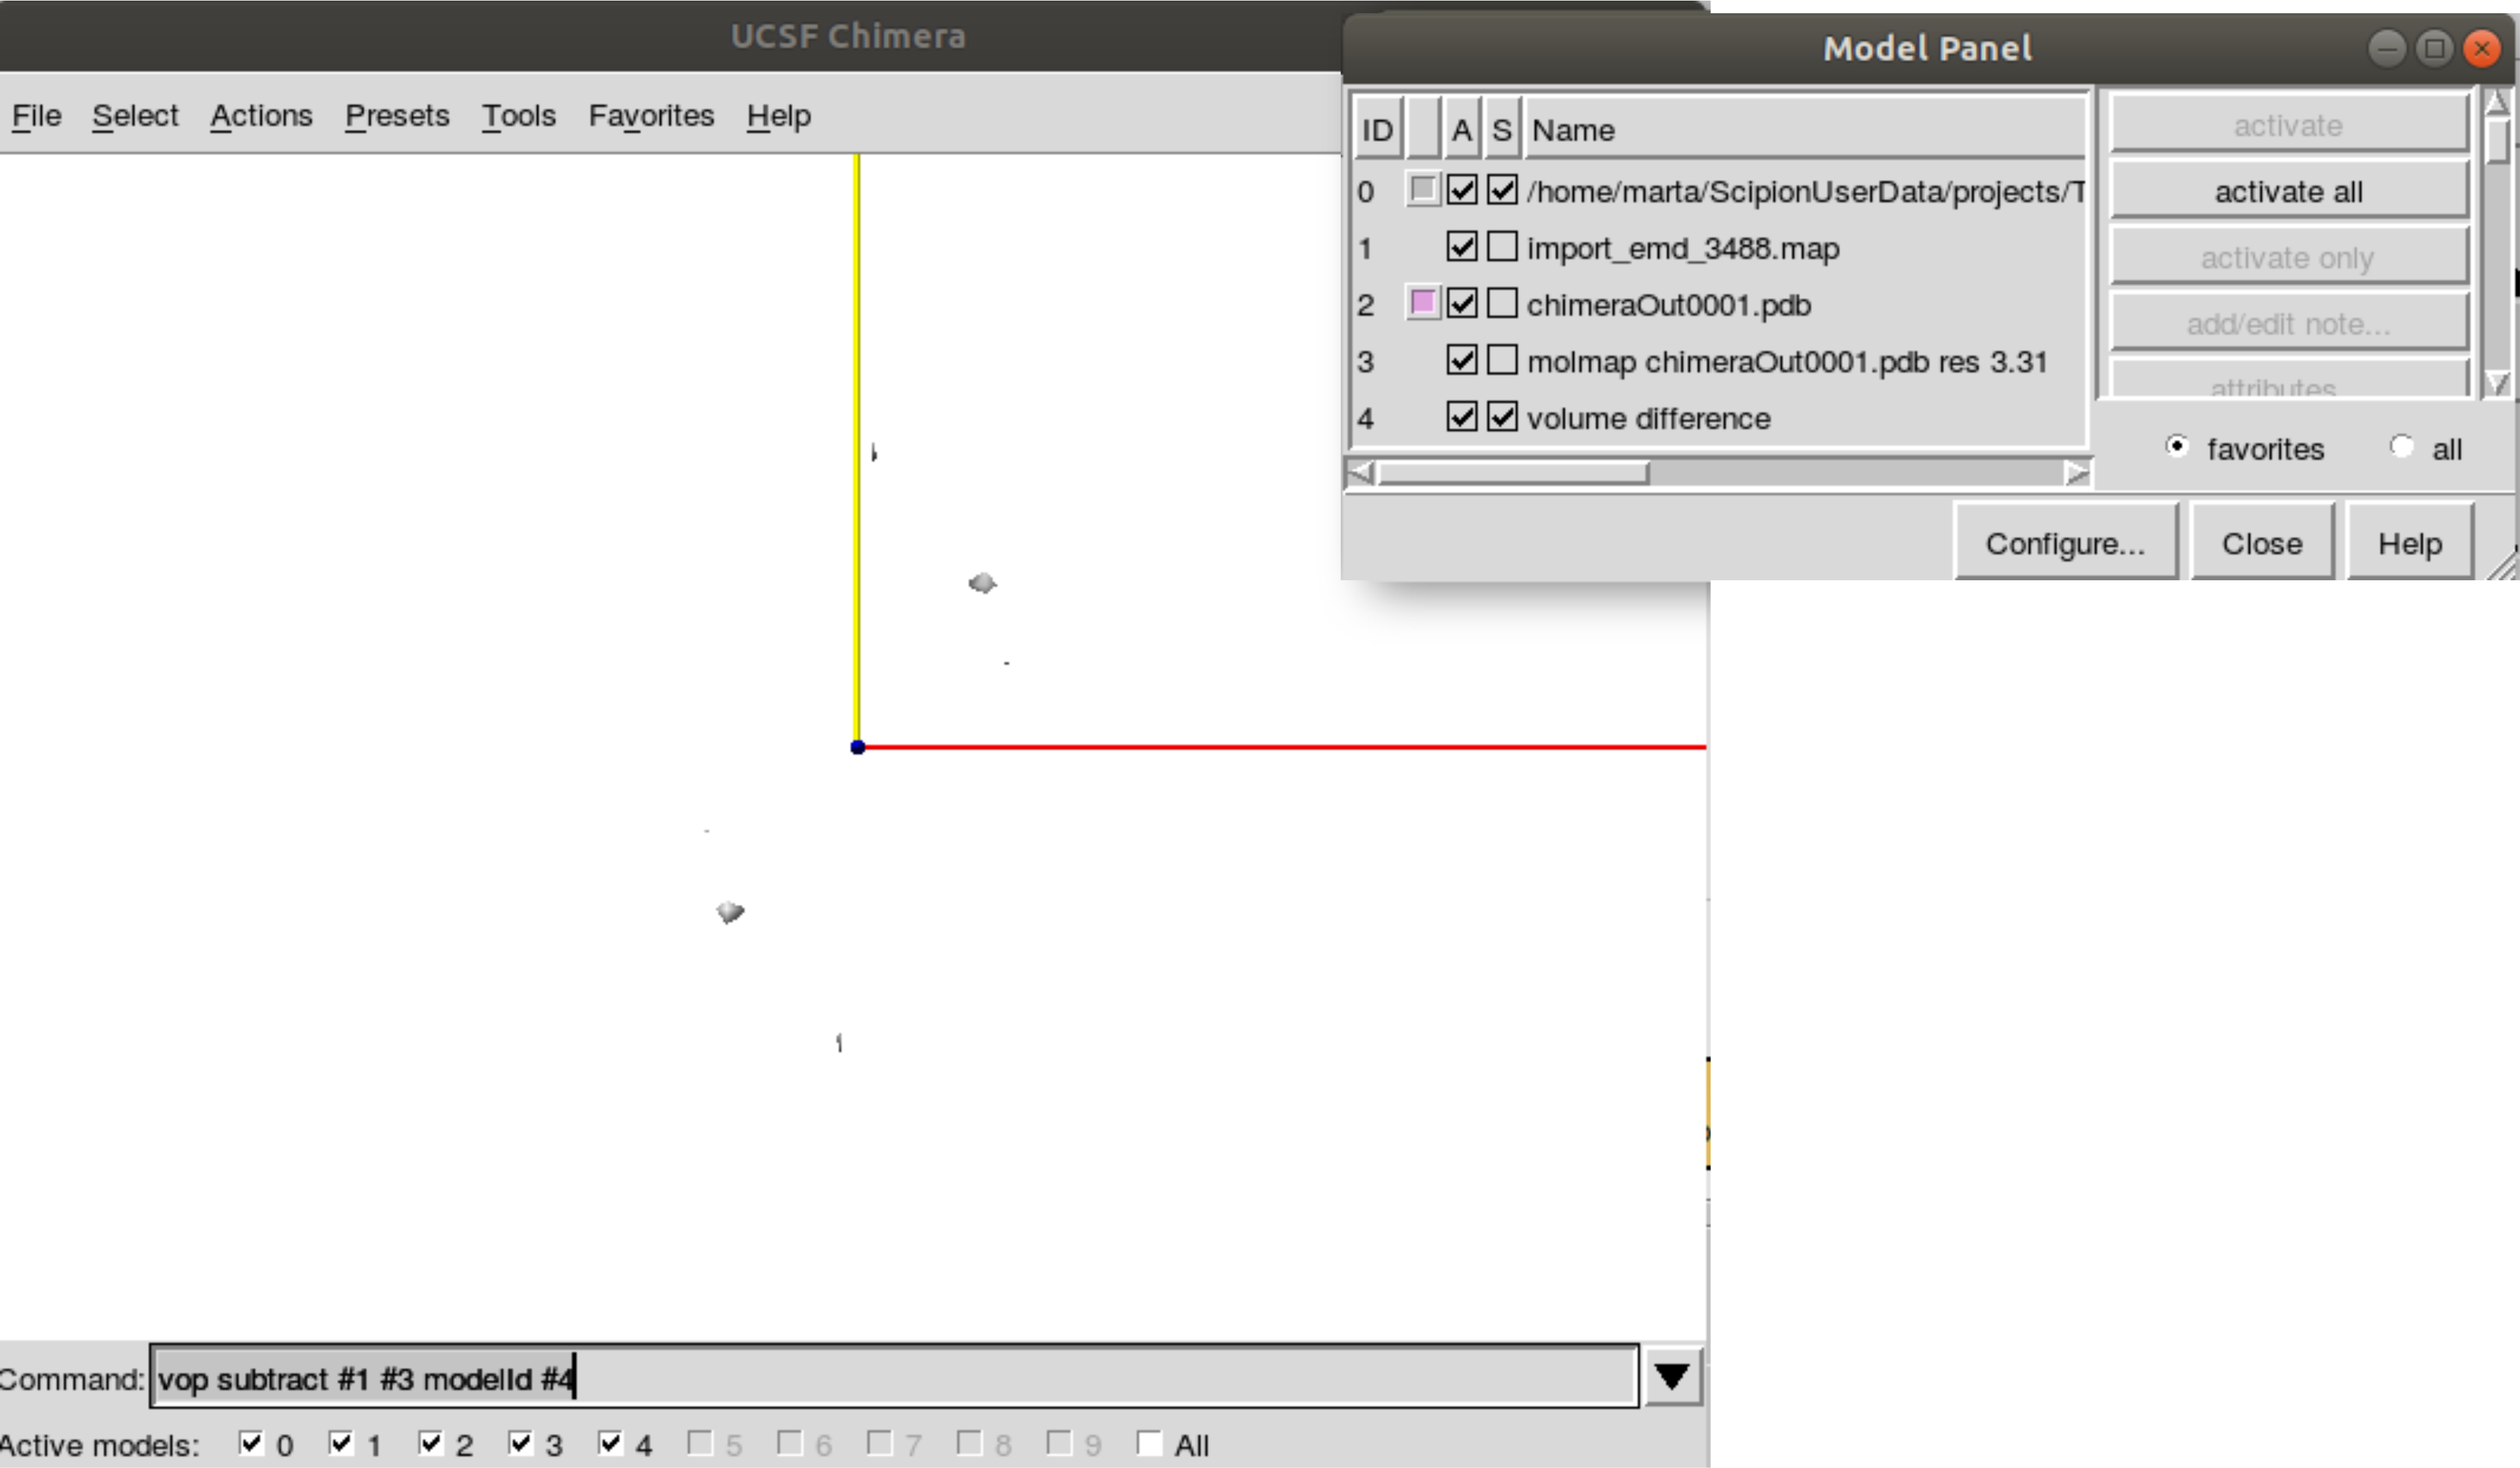 UCSF Chimera
File Select Actions Presets Tools Favorites Help
Model Panel
ID A S Name
0 /home/marta/ScipionUserData/projects/T
1 import_emd_3488.map
2 chimeraOut0001.pdb
3 molmap chimeraOut0001.pdb res 3.31
4 volume difference
activate
activate all
activate only
add/edit note...
attributes
favorites all
Configure... Close Help
Command: vop subtract #1 #3 modelId #4
Active models: 0 1 2 3 4 5 6 7 8 9 All